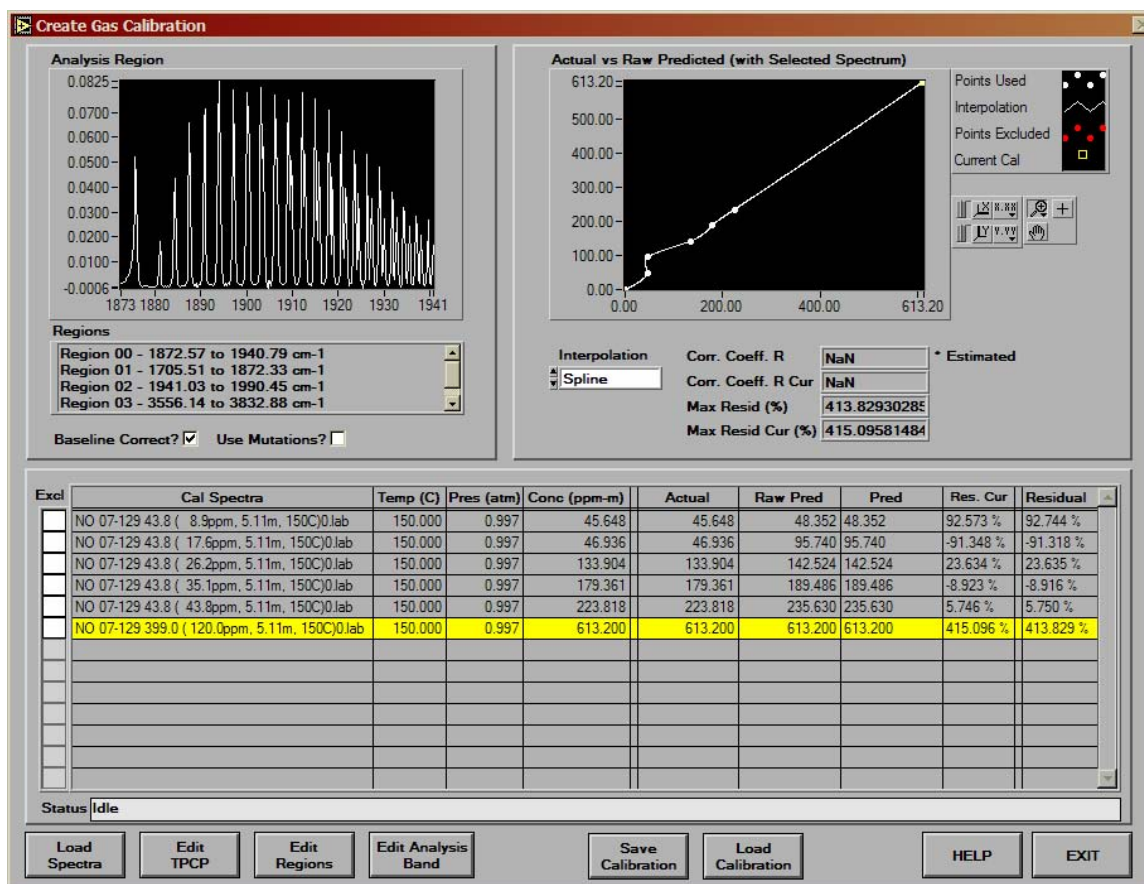 Create Gas Calibration
Analysis Region
0.0825
0.0700
0.0600
0.0500
0.0400
0.0300
0.0200
0.0100
-0.0006
1873 1880 1890 1900 1910 1920 1930 1941
Regions
Region 00 - 1872.57 to 1940.79 cm-1
Region 01 - 1705.51 to 1872.33 cm-1
Region 02 - 1941.03 to 1990.45 cm-1
Region 03 - 3556.14 to 3832.88 cm-1
Baseline Correct? Use Mutations?
Actual vs Raw Predicted (with Selected Spectrum)
613.20
500.00
400.00
300.00
200.00
100.00
0.00
0.00 200.00 400.00 613.20
Points Used
Interpolation
Points Excluded
Current Cal
X 8.88
Y Y.YY
Interpolation
Spline
Corr. Coeff. R NaN * Estimated
Corr. Coeff. R Cur NaN
Max Resid (%) 413.82930285
Max Resid Cur (%) 415.09581484
Excl Cal Spectra Temp (C) Pres (atm) Conc (ppm-m) Actual Raw Pred Pred Res. Cur Residual
NO 07-129 43.8 ( 8.9ppm, 5.11m, 150C)0.lab 150.000 0.997 45.648 45.648 48.352 48.352 92.573 % 92.744 %
NO 07-129 43.8 ( 17.6ppm, 5.11m, 150C)0.lab 150.000 0.997 46.936 46.936 95.740 95.740 -91.348 % -91.318 %
NO 07-129 43.8 ( 26.2ppm, 5.11m, 150C)0.lab 150.000 0.997 133.904 133.904 142.524 142.524 23.634 % 23.635 %
NO 07-129 43.8 ( 35.1ppm, 5.11m, 150C)0.lab 150.000 0.997 179.361 179.361 189.486 189.486 -8.923 % -8.916 %
NO 07-129 43.8 ( 43.8ppm, 5.11m, 150C)0.lab 150.000 0.997 223.818 223.818 235.630 235.630 5.746 % 5.750 %
NO 07-129 399.0 ( 120.0ppm, 5.11m, 150C)0.lab 150.000 0.997 613.200 613.200 613.200 613.200 415.096 % 413.829 %
Status Idle
Load Spectra
Edit TPCP
Edit Regions
Edit Analysis Band
Save Calibration
Load Calibration
HELP
EXIT